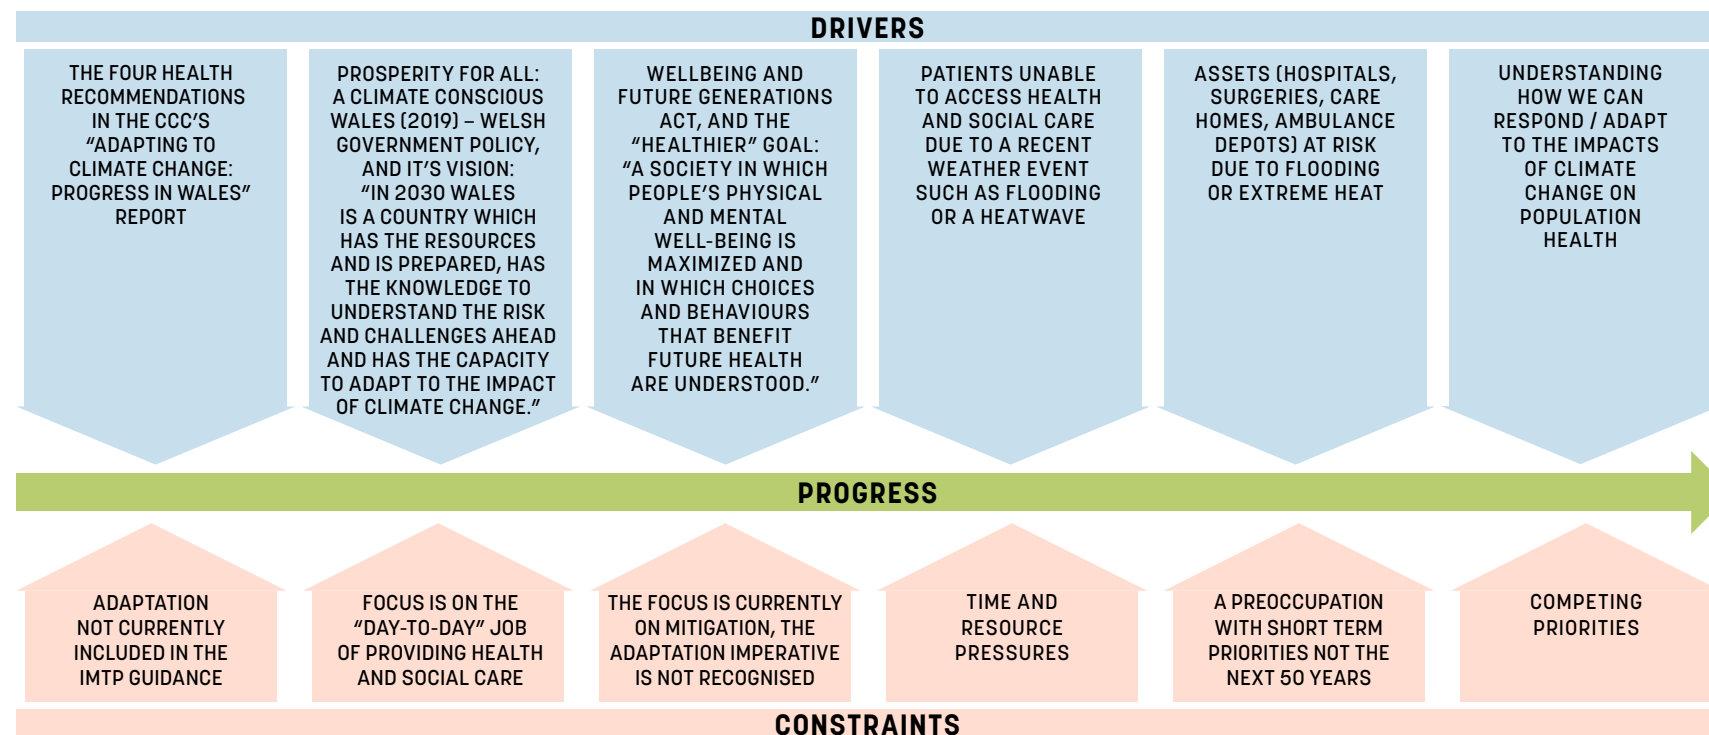 DRIVERS
THE FOUR HEALTH
RECOMMENDATIONS
IN THE CCC'S
"ADAPTING TO
CLIMATE CHANGE:
PROGRESS IN WALES"
REPORT
PROSPERITY FOR ALL:
A CLIMATE CONSCIOUS
WALES (2019) – WELSH
GOVERNMENT POLICY,
AND IT'S VISION:
"IN 2030 WALES
IS A COUNTRY WHICH
HAS THE RESOURCES
AND IS PREPARED, HAS
THE KNOWLEDGE TO
UNDERSTAND THE RISK
AND CHALLENGES AHEAD
AND HAS THE CAPACITY
TO ADAPT TO THE IMPACT
OF CLIMATE CHANGE."
WELLBEING AND
FUTURE GENERATIONS
ACT, AND THE
"HEALTHIER" GOAL:
"A SOCIETY IN WHICH
PEOPLE'S PHYSICAL
AND MENTAL
WELL-BEING IS
MAXIMIZED AND
IN WHICH CHOICES
AND BEHAVIOURS
THAT BENEFIT
FUTURE HEALTH
ARE UNDERSTOOD."
PATIENTS UNABLE
TO ACCESS HEALTH
AND SOCIAL CARE
DUE TO A RECENT
WEATHER EVENT
SUCH AS FLOODING
OR A HEATWAVE
ASSETS (HOSPITALS,
SURGERIES, CARE
HOMES, AMBULANCE
DEPOTS) AT RISK
DUE TO FLOODING
OR EXTREME HEAT
UNDERSTANDING
HOW WE CAN
RESPOND / ADAPT
TO THE IMPACTS
OF CLIMATE
CHANGE ON
POPULATION
HEALTH
PROGRESS
ADAPTATION
NOT CURRENTLY
INCLUDED IN THE
IMTP GUIDANCE
FOCUS IS ON THE
"DAY-TO-DAY" JOB
OF PROVIDING HEALTH
AND SOCIAL CARE
THE FOCUS IS CURRENTLY
ON MITIGATION, THE
ADAPTATION IMPERATIVE
IS NOT RECOGNISED
TIME AND
RESOURCE
PRESSURES
A PREOCCUPATION
WITH SHORT TERM
PRIORITIES NOT THE
NEXT 50 YEARS
COMPETING
PRIORITIES
CONSTRAINTS